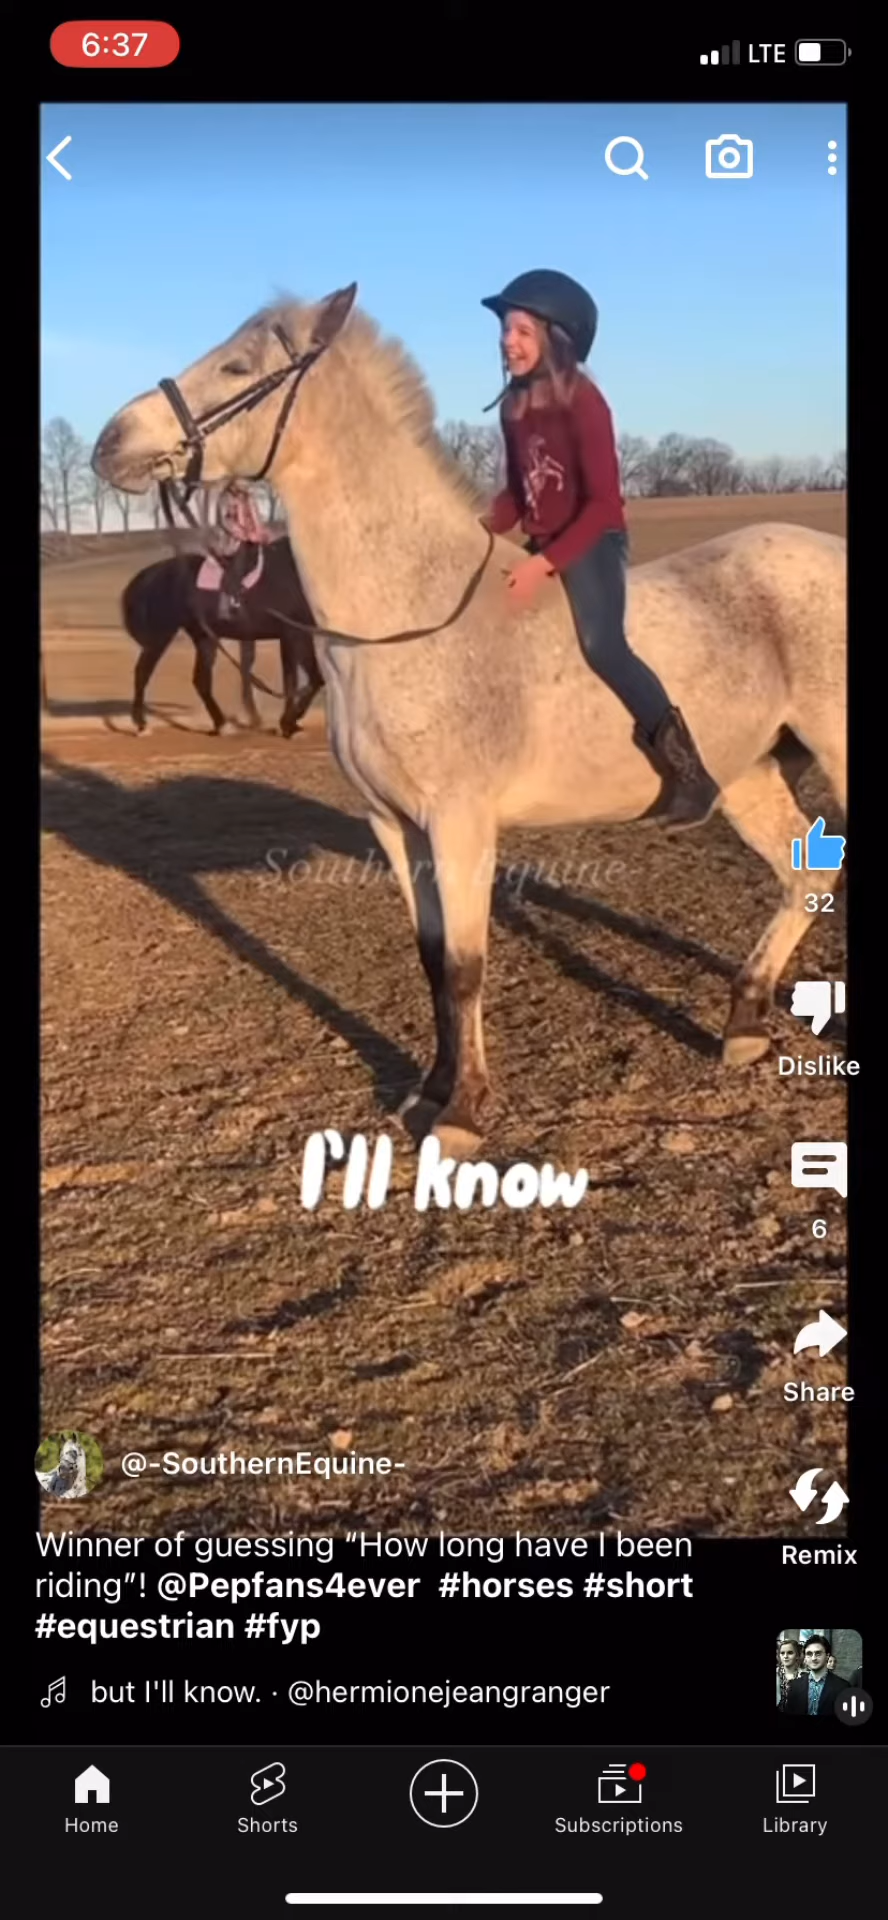 6:37
LTE
Southern Equine
32
Dislike
I'll know
6
Share
@-SouthernEquine-
Winner of guessing “How long have I been
riding”! @Pepfans4ever #horses #short
#equestrian #fyp
Remix
but I'll know. · @hermionejeangranger
Home
Shorts
Subscriptions
Library